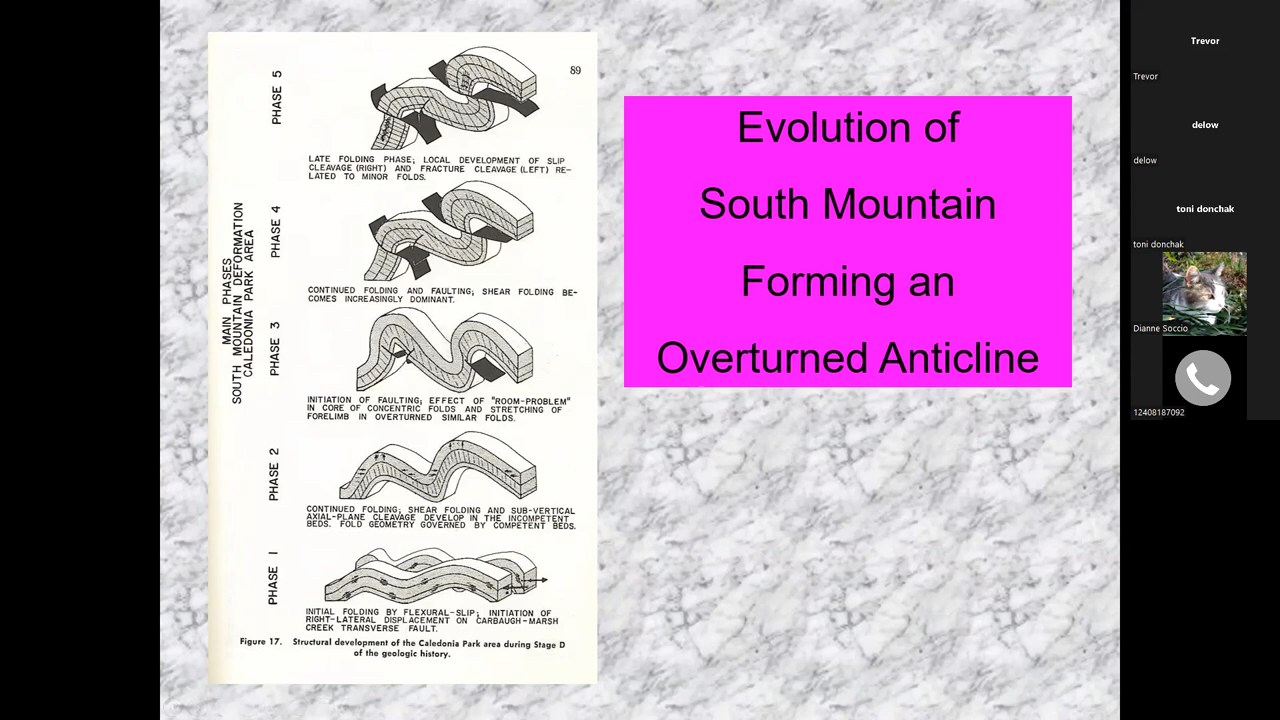 89
PHASE 5
LATE FOLDING PHASE; LOCAL DEVELOPMENT OF SLIP
CLEAVAGE (RIGHT) AND FRACTURE CLEAVAGE (LEFT) RE-
LATED TO MINOR FOLDS.
PHASE 4
CONTINUED FOLDING AND FAULTING; SHEAR FOLDING BE-
COMES INCREASINGLY DOMINANT.
MAIN PHASES
SOUTH MOUNTAIN DEFORMATION
CALEDONIA PARK AREA
PHASE 3
INITIATION OF FAULTING; EFFECT OF "ROOM-PROBLEM"
IN CORE OF CONCENTRIC FOLDS AND STRETCHING OF
FORELIMB IN OVERTURNED SIMILAR FOLDS.
PHASE 2
CONTINUED FOLDING; SHEAR FOLDING AND SUB-VERTICAL
AXIAL-PLANE CLEAVAGE DEVELOP IN THE INCOMPETENT
BEDS. FOLD GEOMETRY GOVERNED BY COMPETENT BEDS.
PHASE 1
INITIAL FOLDING BY FLEXURAL-SLIP; INITIATION OF
RIGHT-LATERAL DISPLACEMENT ON CARBAUGH-MARSH
CREEK TRANSVERSE FAULT.
Figure 17. Structural development of the Caledonia Park area during Stage D
of the geologic history.
Evolution of
South Mountain
Forming an
Overturned Anticline
Trevor
Trevor
delow
delow
toni donchak
toni donchak
Dianne Soccio
12408187092